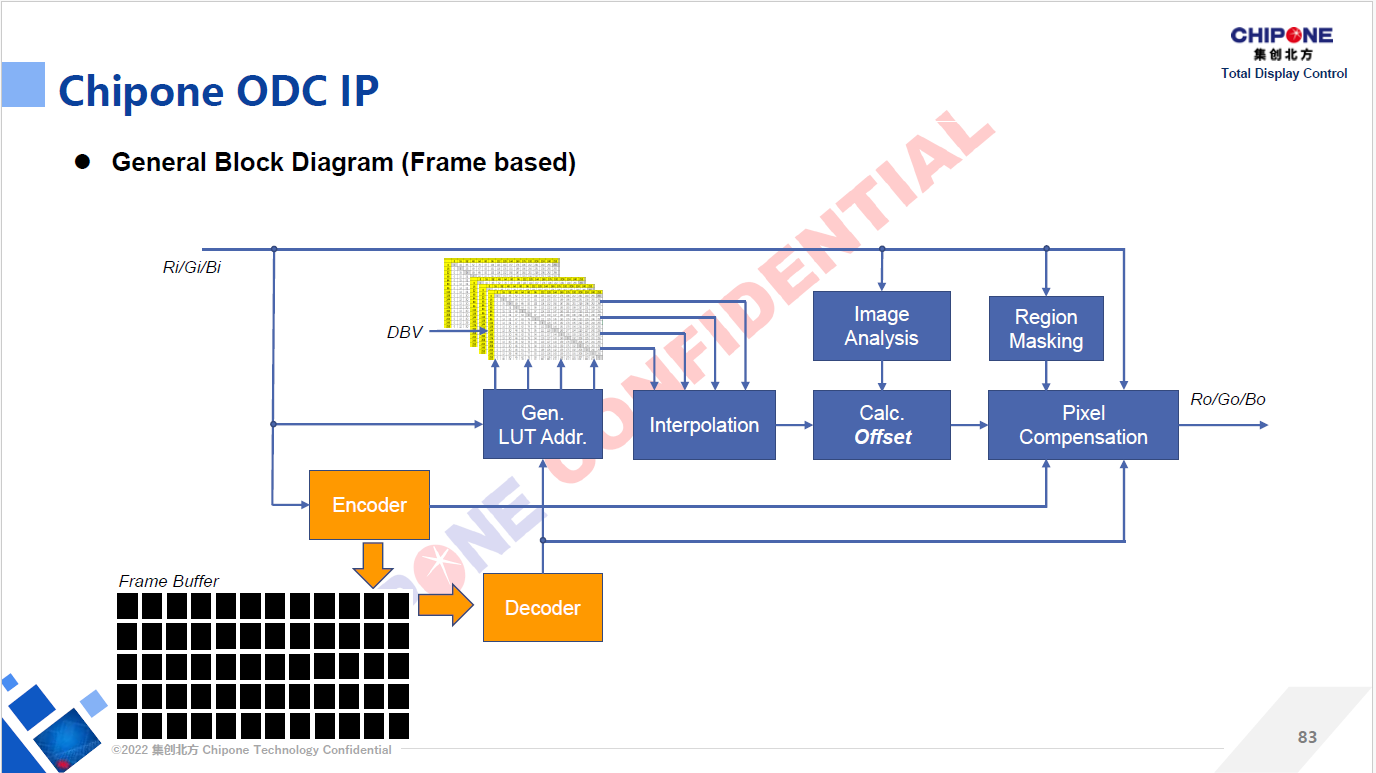 CHIPONE
集创北方
Total Display Control
Chipone ODC IP
General Block Diagram (Frame based)
Ri/Gi/Bi
DBV
Image
Analysis
Region
Masking
Gen.
LUT Addr.
Interpolation
Calc.
Offset
Pixel
Compensation
Ro/Go/Bo
Encoder
Frame Buffer
Decoder
CONFIDENTIAL
©2022 集创北方 Chipone Technology Confidential
83